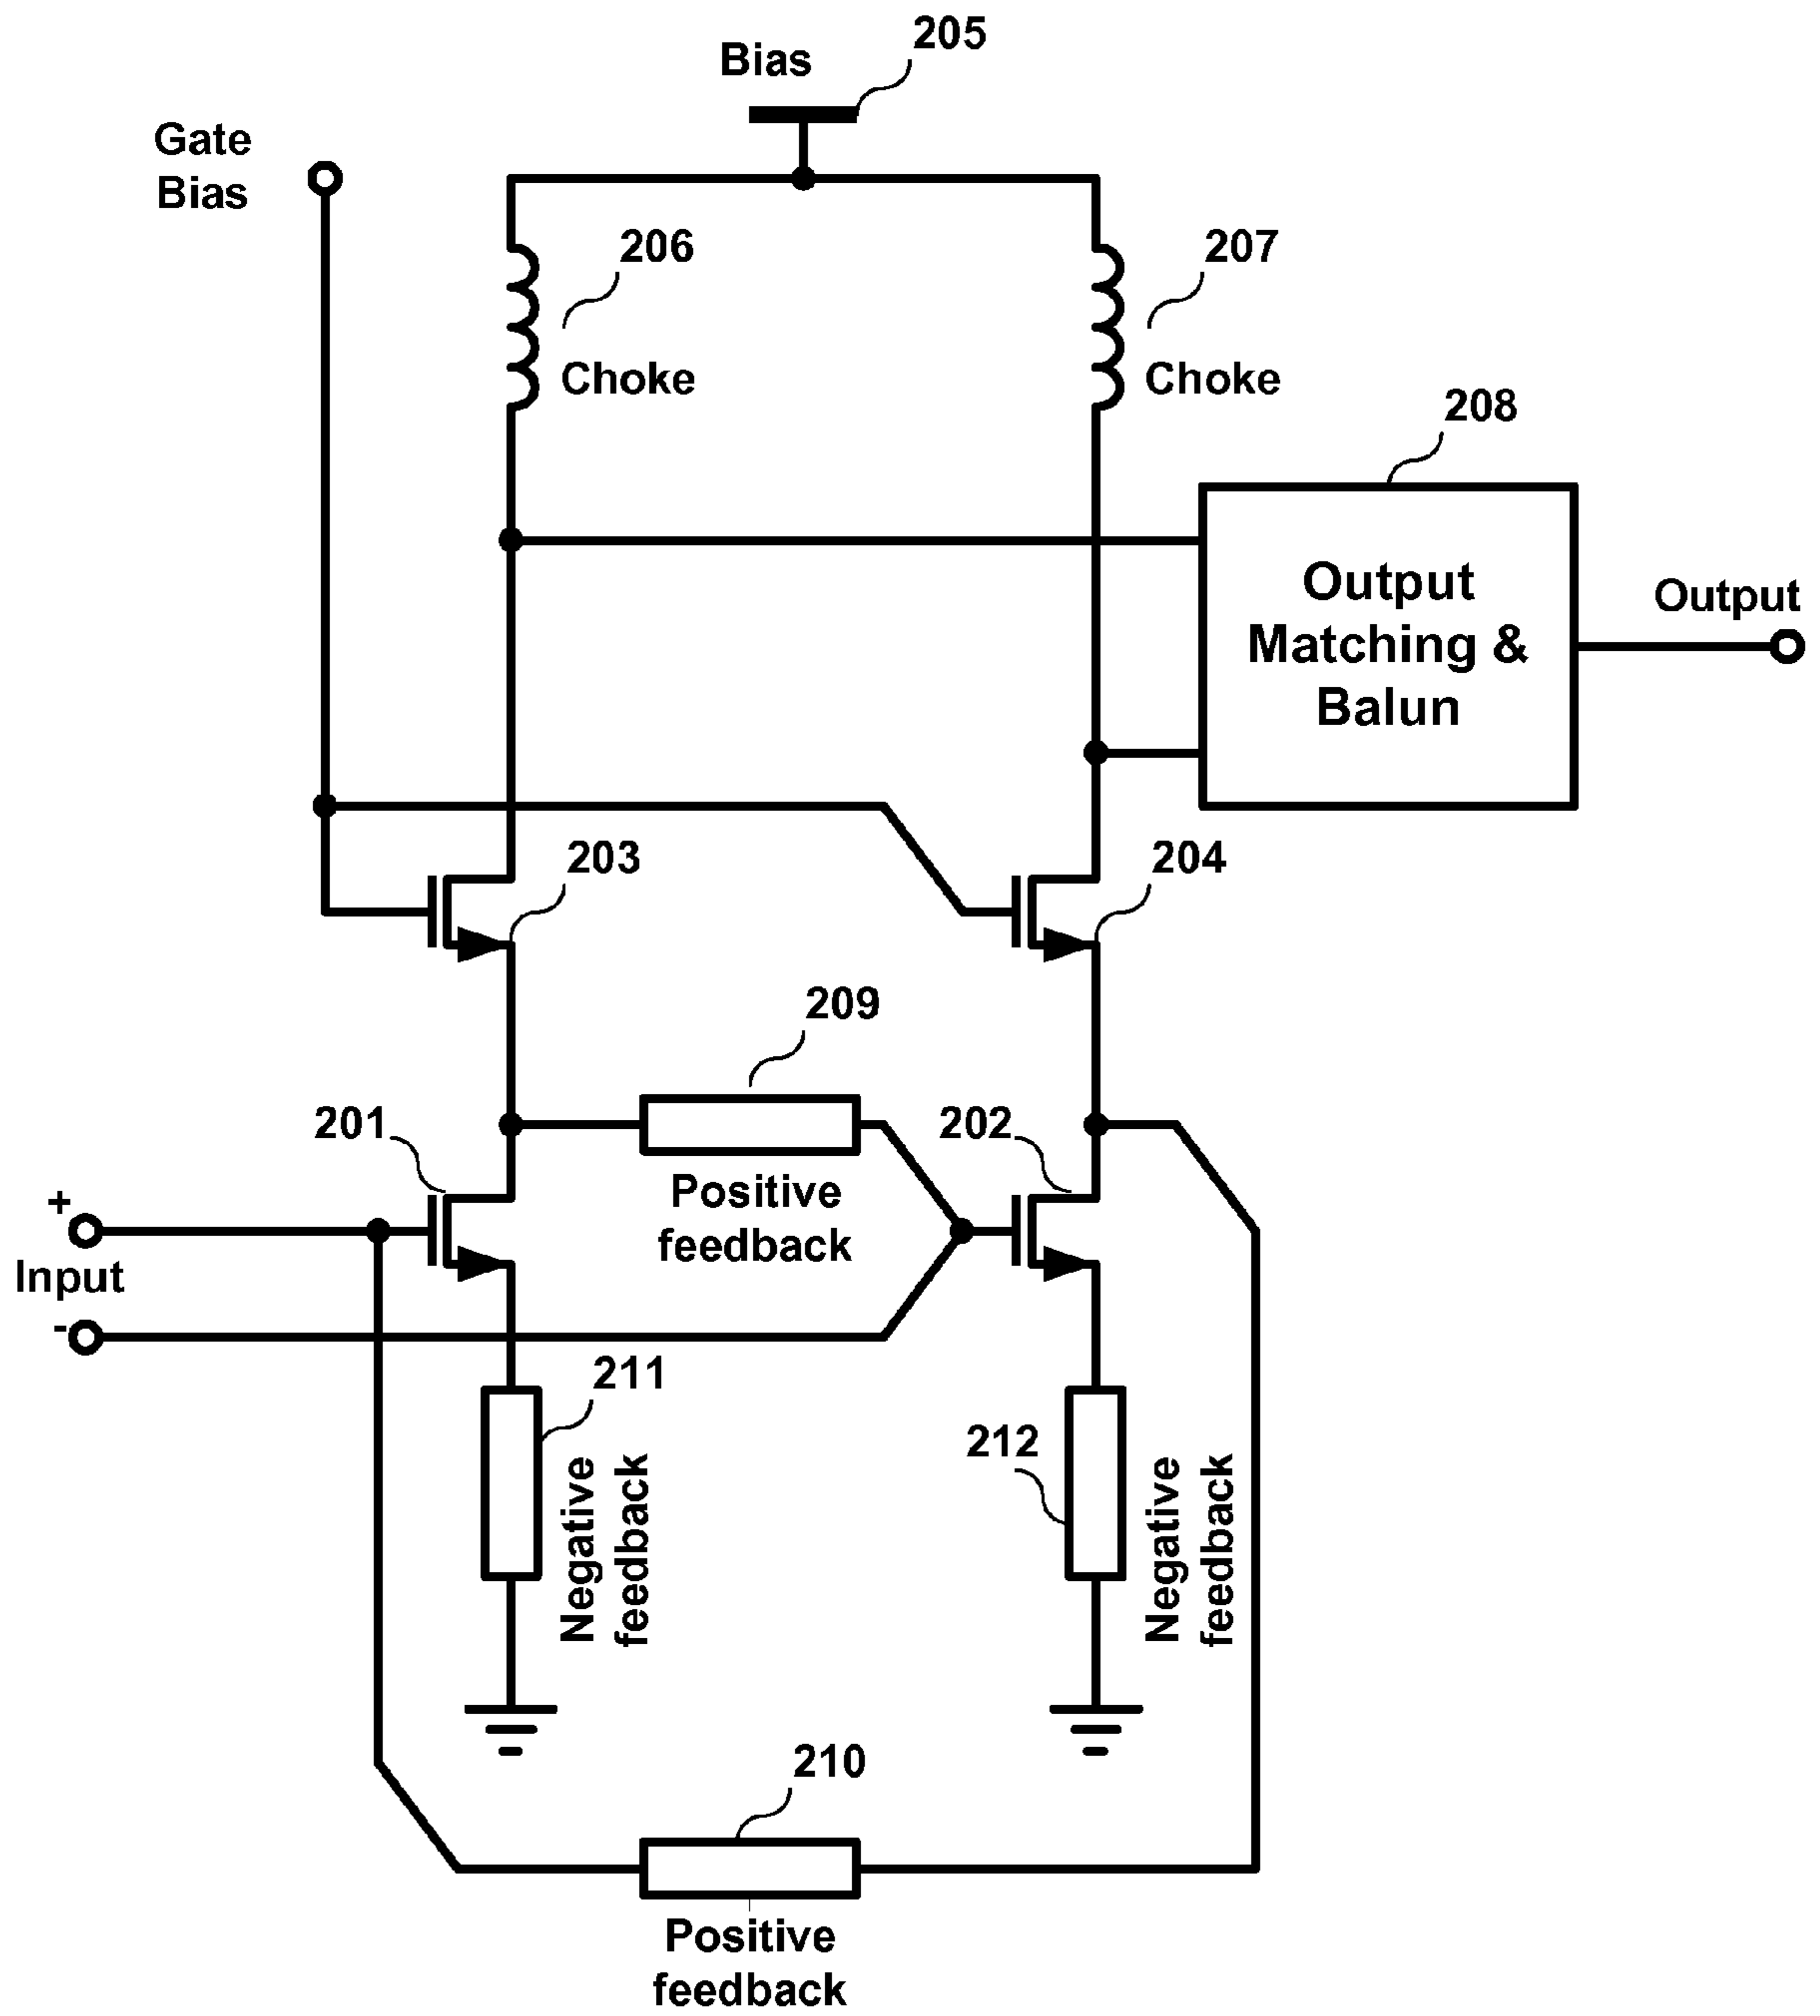 205
Bias
Gate
Bias
206
207
Choke
Choke
208
Output
Matching &
Balun
Output
203
204
209
201
202
Positive
feedback
+
Input
-
211
Negative
feedback
212
Negative
feedback
210
Positive
feedback